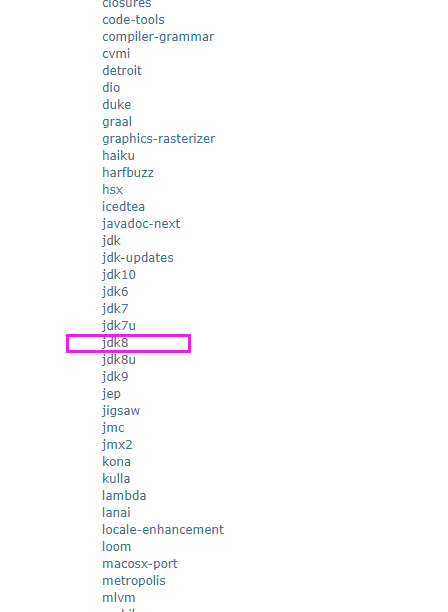 closures
code-tools
compiler-grammar
cvmi
detroit
dio
duke
graal
graphics-rasterizer
haiku
harfbuzz
hsx
icedtea
javadoc-next
jdk
jdk-updates
jdk10
jdk6
jdk7
jdk7u
jdk8
jdk8u
jdk9
jep
jigsaw
jmc
jmx2
kona
kulla
lambda
lanai
locale-enhancement
loom
macosx-port
metropolis
mlvm